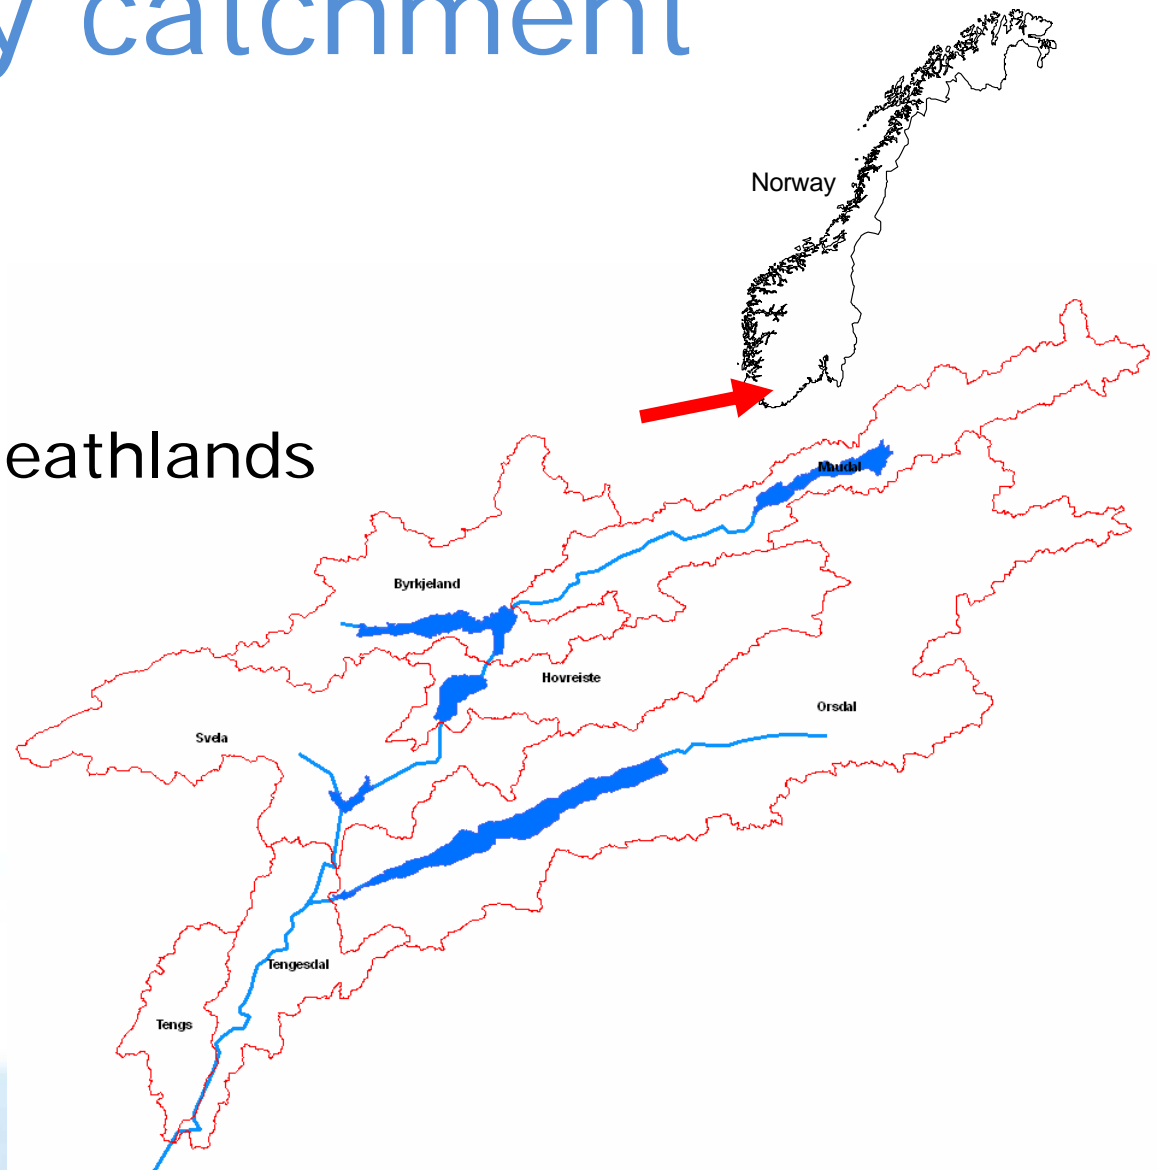 y catchment
Norway
eathlands
Maudal
Byrkjeland
Hovreiste
Orsdal
Svela
Tengesdal
Tengs